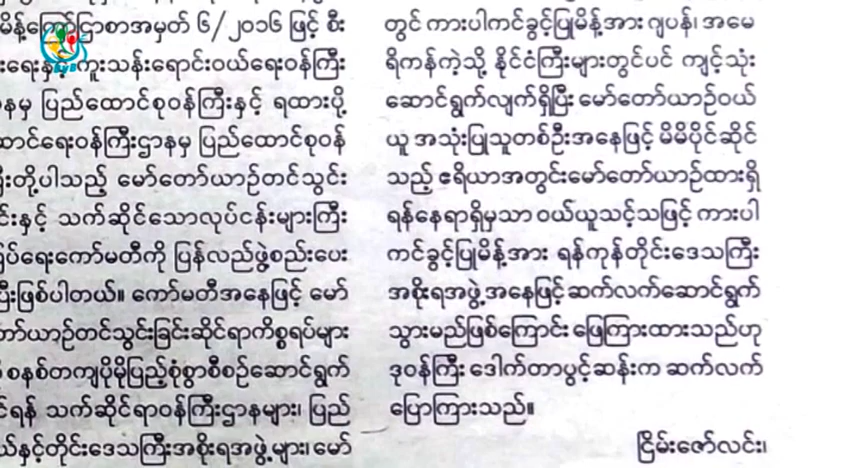 မိန့်ကြော်ငြာစာအမှတ် ၆/၂၀၁၆ ဖြင့် စီး
ရေးနှင့် ကူးသန်းရောင်းဝယ်ရေးဝန်ကြီး
မှ ပြည်ထောင်စုဝန်ကြီးနှင့် ရထားပို့
ဆောင်ရေးဝန်ကြီးဌာနမှ ပြည်ထောင်စုဝန်
ကြီးတို့ပါသည့် မော်တော်ယာဉ်တင်သွင်း
င်းနှင့် သက်ဆိုင်သောလုပ်ငန်းများကြီး
ကြပ်ရေးကော်မတီကို ပြန်လည်ဖွဲ့စည်းပေး
ပြီးဖြစ်ပါတယ်။ ကော်မတီအနေဖြင့် မော်
တော်ယာဉ်တင်သွင်းခြင်းဆိုင်ရာကိစ္စရပ်များ
စနစ်တကျပိုမိုပြည့်စုံစွာစီစဉ်ဆောင်ရွက်
ရန် သက်ဆိုင်ရာဝန်ကြီးဌာနများ၊ ပြည်
နယ်နှင့်တိုင်းဒေသကြီးအစိုးရအဖွဲ့များ၊ မော်
တွင် ကားပါကင်ခွင့်ပြုမိန့်အား ဂျပန်၊ အမေ
ရိကန်ကဲ့သို့ နိုင်ငံကြီးများတွင်ပင် ကျင့်သုံး
ဆောင်ရွက်လျက်ရှိပြီး မော်တော်ယာဉ်ဝယ်
ယူ အသုံးပြုသူတစ်ဦးအနေဖြင့် မိမိပိုင်ဆိုင်
သည့် ဧရိယာအတွင်းမော်တော်ယာဉ်ထားရှိ
ရန်နေရာရှိမှသာ ဝယ်ယူသင့်သဖြင့် ကားပါ
ကင်ခွင့်ပြုမိန့်အား ရန်ကုန်တိုင်းဒေသကြီး
အစိုးရအဖွဲ့အနေဖြင့် ဆက်လက်ဆောင်ရွက်
သွားမည်ဖြစ်ကြောင်း ဖြေကြားထားသည်ဟု
ဒုဝန်ကြီး ဒေါက်တာပွင့်ဆန်းက ဆက်လက်
ပြောကြားသည်။
ငြိမ်းဇော်လင်း၊